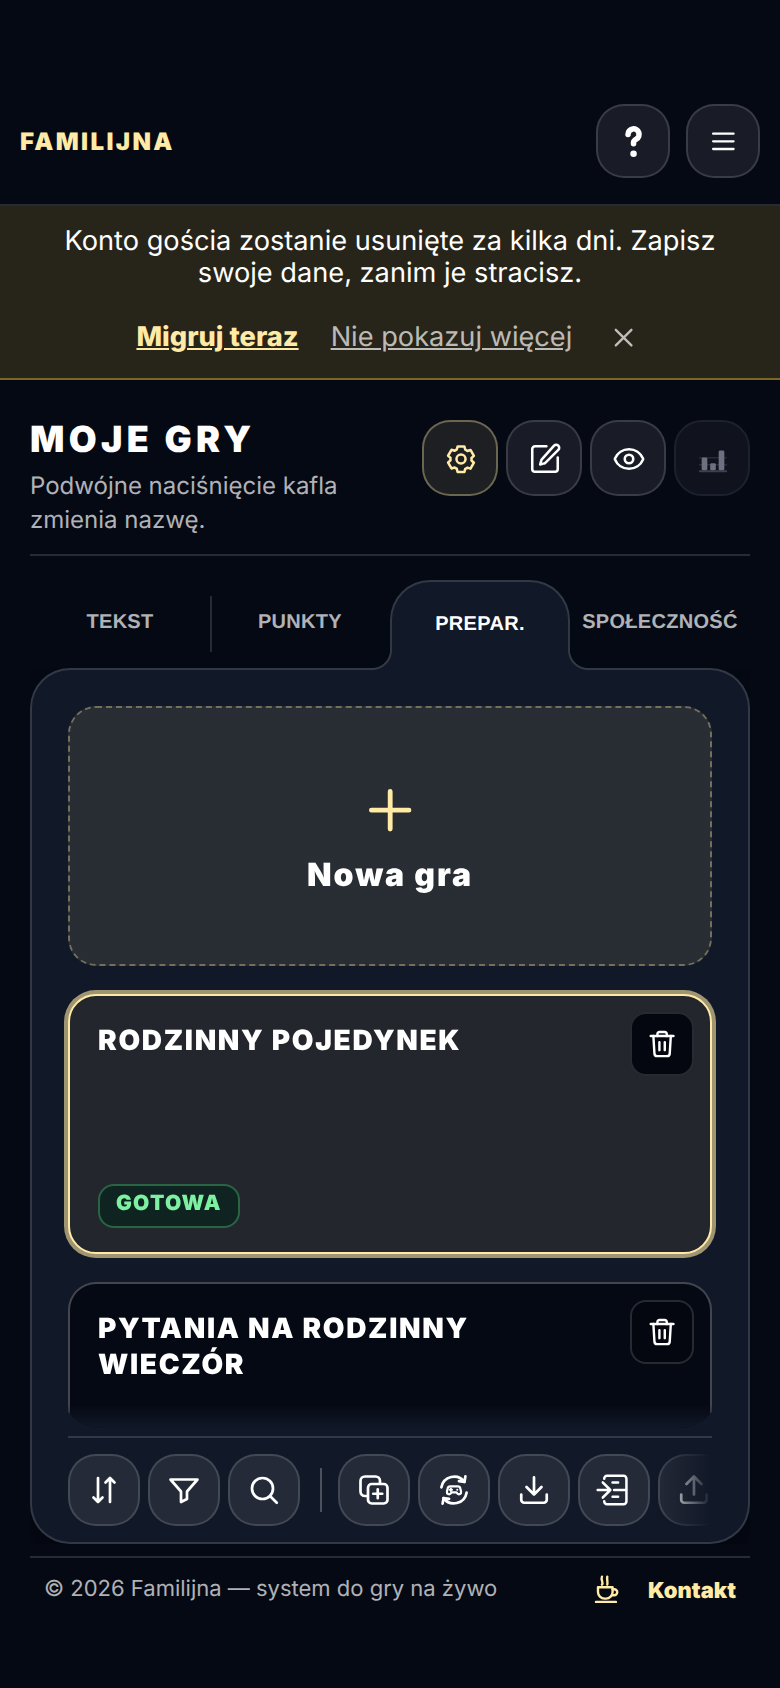 FAMILIJNA
?
Konto gościa zostanie usunięte za kilka dni. Zapisz
swoje dane, zanim je stracisz.
Migruj teraz Nie pokazuj więcej
MOJE GRY
Podwójne naciśnięcie kafla
zmienia nazwę.
TEKST PUNKTY PREPAR. SPOŁECZNOŚĆ
Nowa gra
RODZINNY POJEDYNEK
GOTOWA
PYTANIA NA RODZINNY
WIECZÓR
© 2026 Familijna — system do gry na żywo Kontakt